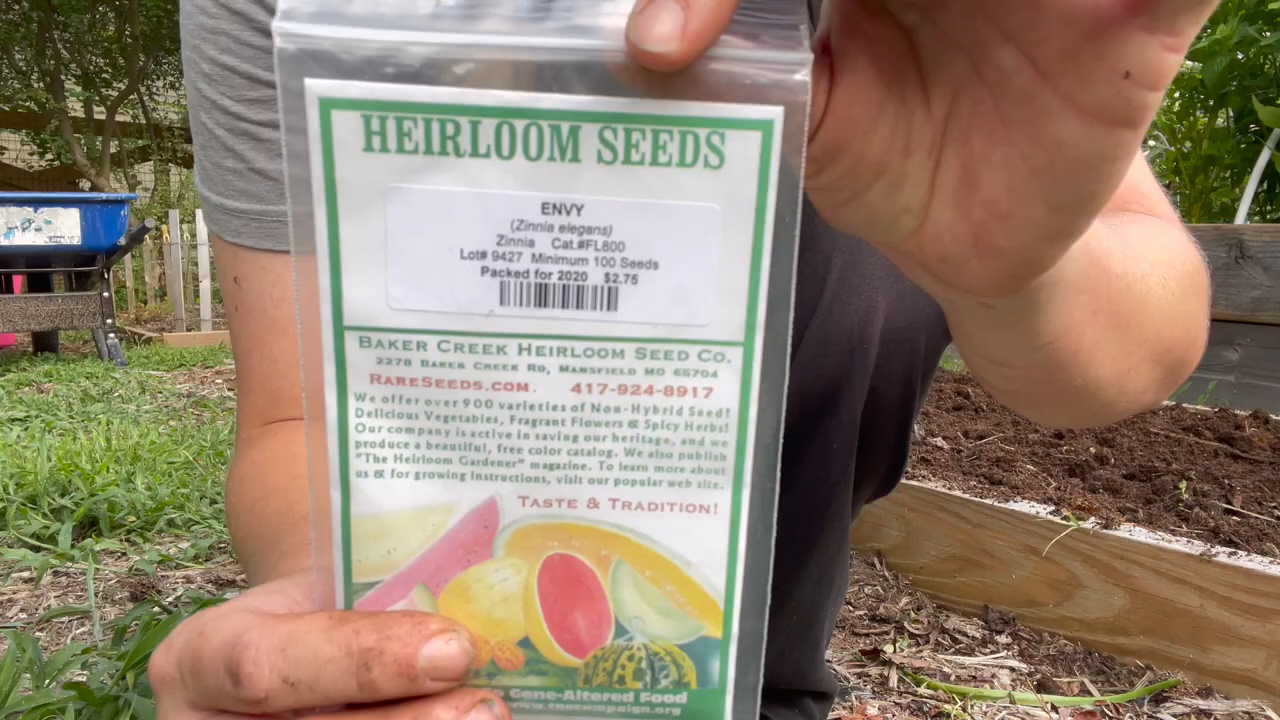 HEIRLOOM SEEDS
ENVY
(Zinnia elegans)
Zinnia Cat.#FL800
Lot# 9427 Minimum 100 Seeds
Packed for 2020 $2.75
BAKER CREEK HEIRLOOM SEED CO.
2278 BAKER CREEK RD, MANSFIELD MO 65704
RARESEEDS.COM. 417-924-8917
We offer over 900 varieties of Non-Hybrid Seed!
Delicious Vegetables, Fragrant Flowers & Spicy Herbs!
Our company is active in saving our heritage, and we
produce a beautiful, free color catalog. We also publish
"The Heirloom Gardener" magazine. To learn more about
us & for growing instructions, visit our popular web site.
TASTE & TRADITION!
Gene-Altered Food
www.thecampaign.org